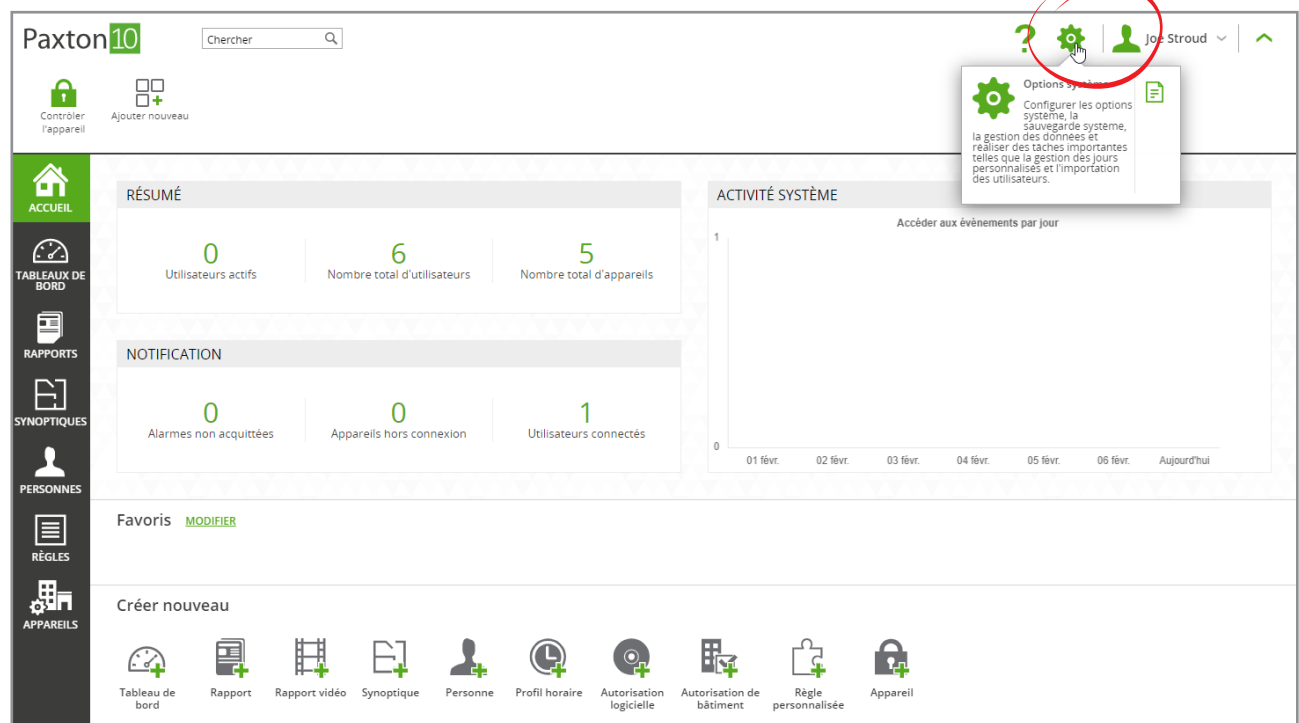 Paxton10
Chercher
?
Joe Stroud
Contrôler
l'appareil
Ajouter nouveau
Options système
Configurer les options
système, la
sauvegarde système,
la gestion des données et
réaliser des tâches importantes
telles que la gestion des jours
personnalisés et l'importation
des utilisateurs.
ACCUEIL
TABLEAUX DE
BORD
RAPPORTS
SYNOPTIQUES
PERSONNES
RÈGLES
APPAREILS
RÉSUMÉ
0
Utilisateurs actifs
6
Nombre total d'utilisateurs
5
Nombre total d'appareils
NOTIFICATION
0
Alarmes non acquittées
0
Appareils hors connexion
1
Utilisateurs connectés
ACTIVITÉ SYSTÈME
Accéder aux évènements par jour
1
0
01 févr. 02 févr. 03 févr. 04 févr. 05 févr. 06 févr. Aujourd'hui
Favoris MODIFIER
Créer nouveau
Tableau de
bord
Rapport
Rapport vidéo
Synoptique
Personne
Profil horaire
Autorisation
logicielle
Autorisation de
bâtiment
Règle
personnalisée
Appareil